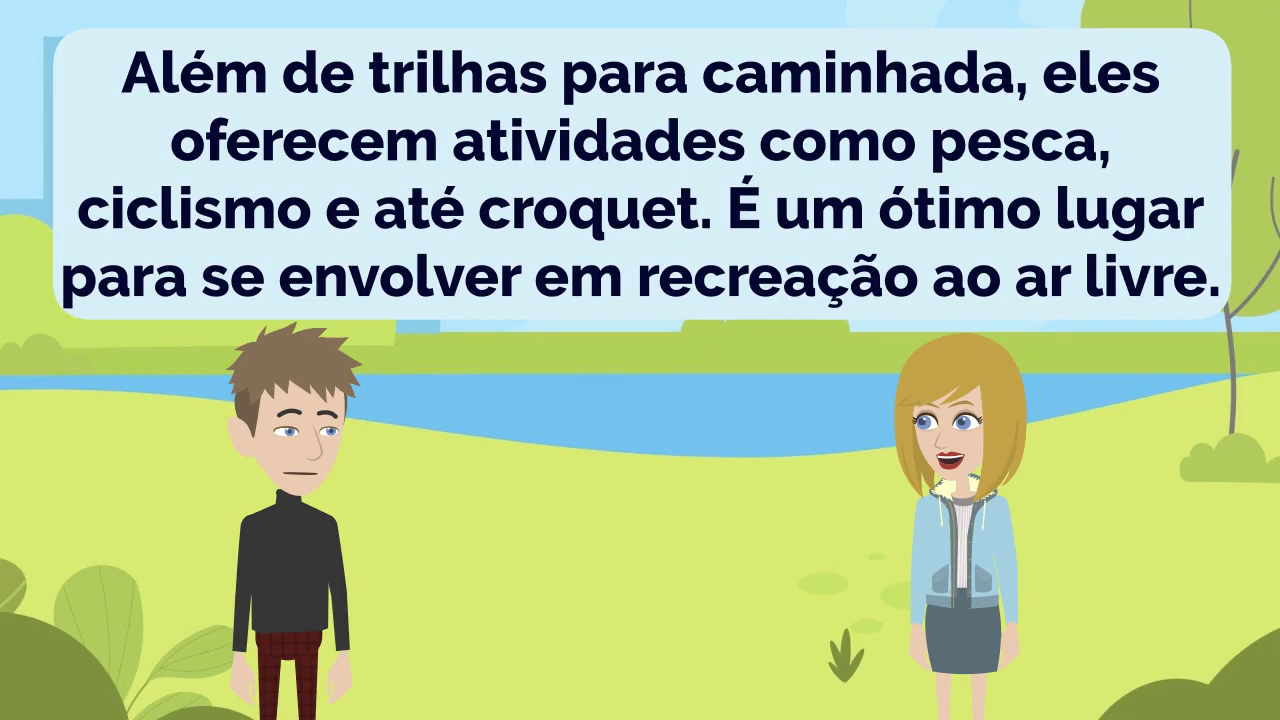 Além de trilhas para caminhada, eles
oferecem atividades como pesca,
ciclismo e até croquet. É um ótimo lugar
para se envolver em recreação ao ar livre.